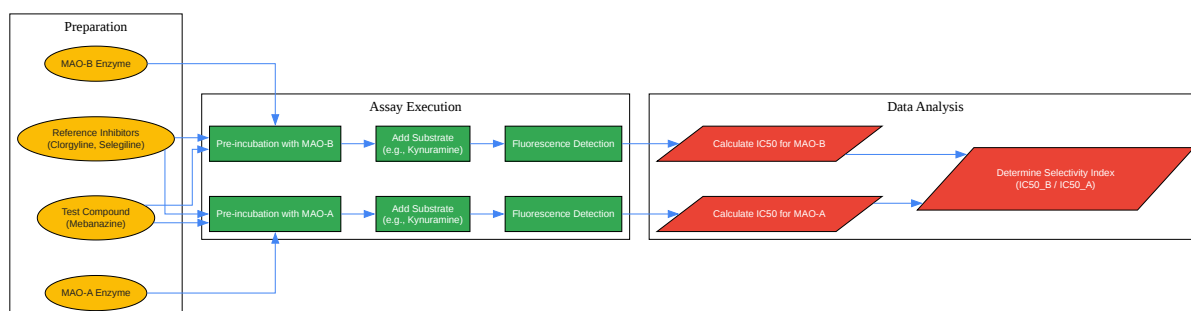 Preparation
MAO-B Enzyme
Reference Inhibitors
(Clorgyline, Selegiline)
Test Compound
(Mebanazine)
MAO-A Enzyme
Assay Execution
Pre-incubation with MAO-B
Add Substrate
(e.g., Kynuramine)
Fluorescence Detection
Pre-incubation with MAO-A
Add Substrate
(e.g., Kynuramine)
Fluorescence Detection
Data Analysis
Calculate IC50 for MAO-B
Calculate IC50 for MAO-A
Determine Selectivity Index
(IC50_B / IC50_A)